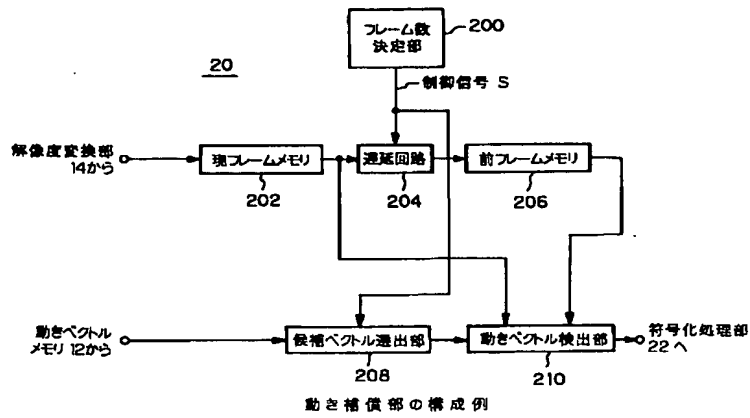 フレーム数
決定部
200
20
制御信号 S
解像度変換部
14から
現フレームメモリ
遅延回路
前フレームメモリ
202
204
206
動きベクトル
メモリ 12から
候補ベクトル選出部
動きベクトル検出部
符号化処理部
22 へ
208
210
動き補償部の構成例